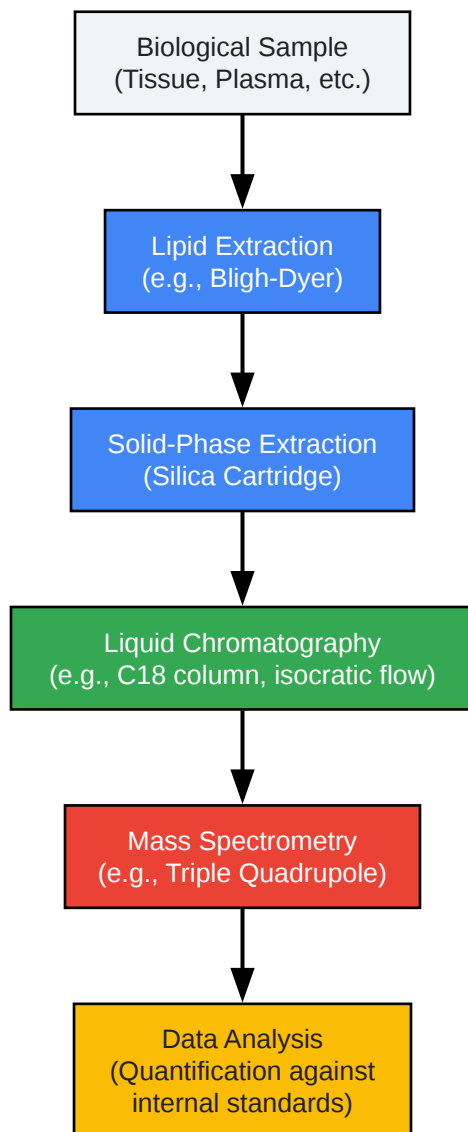 Biological Sample
(Tissue, Plasma, etc.)
Lipid Extraction
(e.g., Bligh-Dyer)
Solid-Phase Extraction
(Silica Cartridge)
Liquid Chromatography
(e.g., C18 column, isocratic flow)
Mass Spectrometry
(e.g., Triple Quadrupole)
Data Analysis
(Quantification against
internal standards)